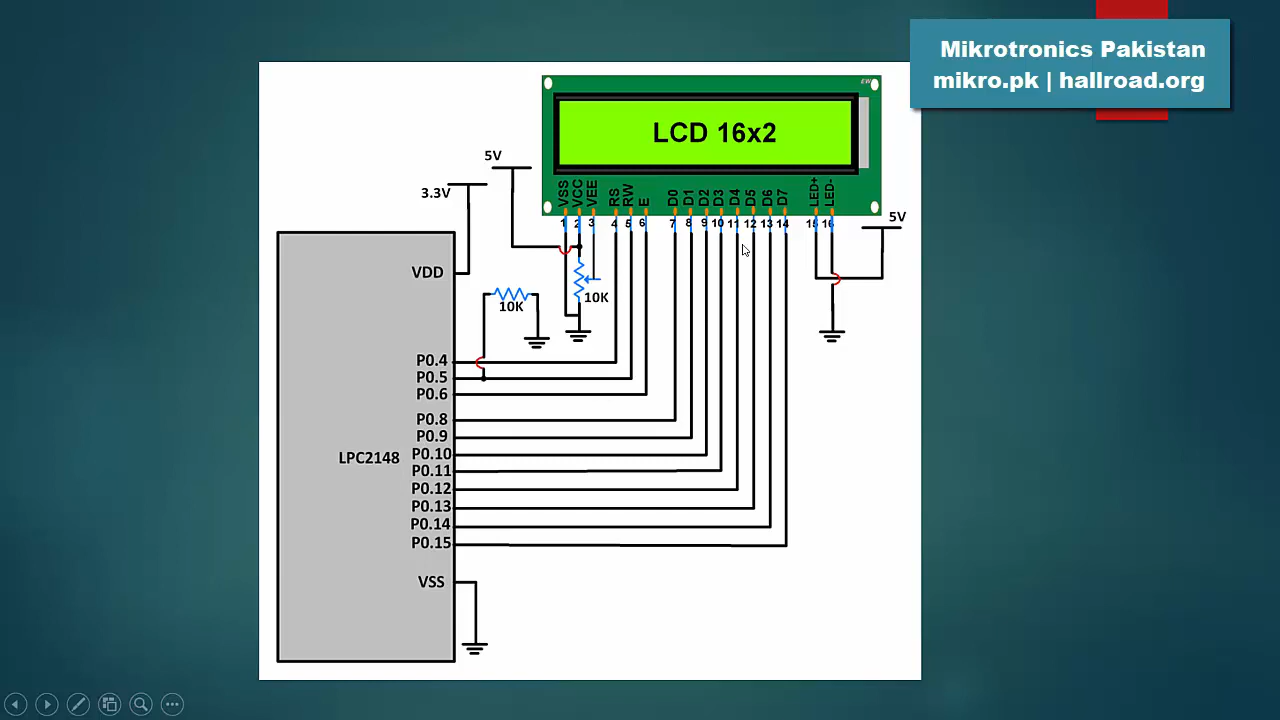 Mikrotronics Pakistan
mikro.pk | hallroad.org
LCD 16x2
5V
3.3V
VSS
VCC
VEE
RS
RW
E
D0
D1
D2
D3
D4
D5
D6
D7
LED+
LED-
1
2
3
4
5
6
7
8
9
10
11
12
13
14
15
16
5V
VDD
10K
10K
P0.4
P0.5
P0.6
P0.8
P0.9
LPC2148
P0.10
P0.11
P0.12
P0.13
P0.14
P0.15
VSS